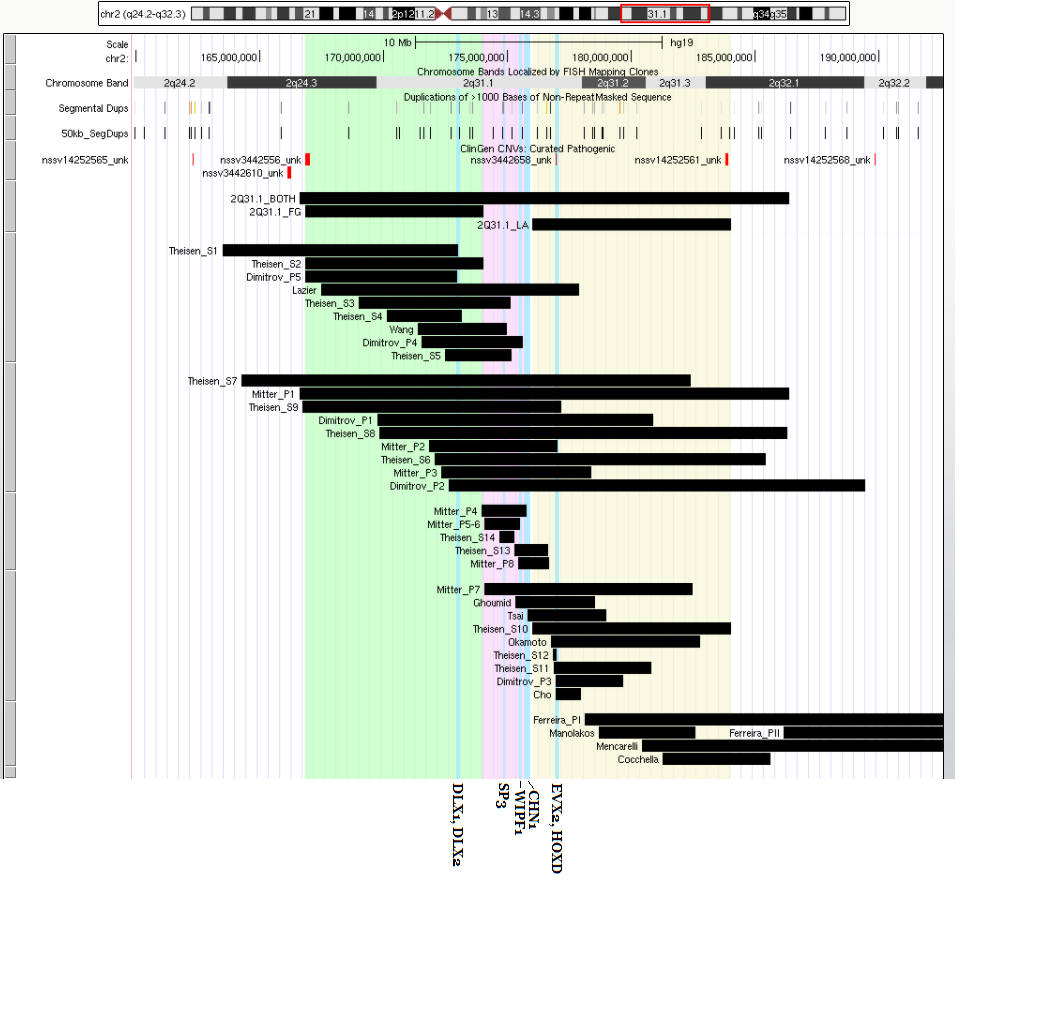 chr2 (q24.2-q32.3) 21 14 2p12 11.2 13 14.3 31.1 q34 q35
Scale 10 Mb hg19
chr2: 165,000,000 170,000,000 175,000,000 180,000,000 185,000,000 190,000,000
Chromosome Bands Localized by FISH Mapping Clones
Chromosome Band 2q24.2 2q24.3 2q31.1 2q31.2 2q31.3 2q32.1 2q32.2
Duplications of >1000 Bases of Non-RepeatMasked Sequence
Segmental Dups
50kb_SegDups
ClinGen CNVs: Curated Pathogenic
nssv14252565_unk nssv3442556_unk nssv3442658_unk nssv14252561_unk nssv14252568_unk
nssv3442610_unk
2Q31.1_BOTH
2Q31.1_FG
2Q31.1_LA
Theisen_S1
Theisen_S2
Dimitrov_P5
Lazier
Theisen_S3
Theisen_S4
Wang
Dimitrov_P4
Theisen_S5
Theisen_S7
Mitter_P1
Theisen_S9
Dimitrov_P1
Theisen_S8
Mitter_P2
Theisen_S6
Mitter_P3
Dimitrov_P2
Mitter_P4
Mitter_P5-6
Theisen_S14
Theisen_S13
Mitter_P8
Mitter_P7
Ghoumid
Tsai
Theisen_S10
Okamoto
Theisen_S12
Theisen_S11
Dimitrov_P3
Cho
Ferreira_PI
Manolakos Ferreira_PII
Mencarelli
Cocchella
DLX1, DLX2
SP3
WIPF1
CHN1
EVX2, HOXD